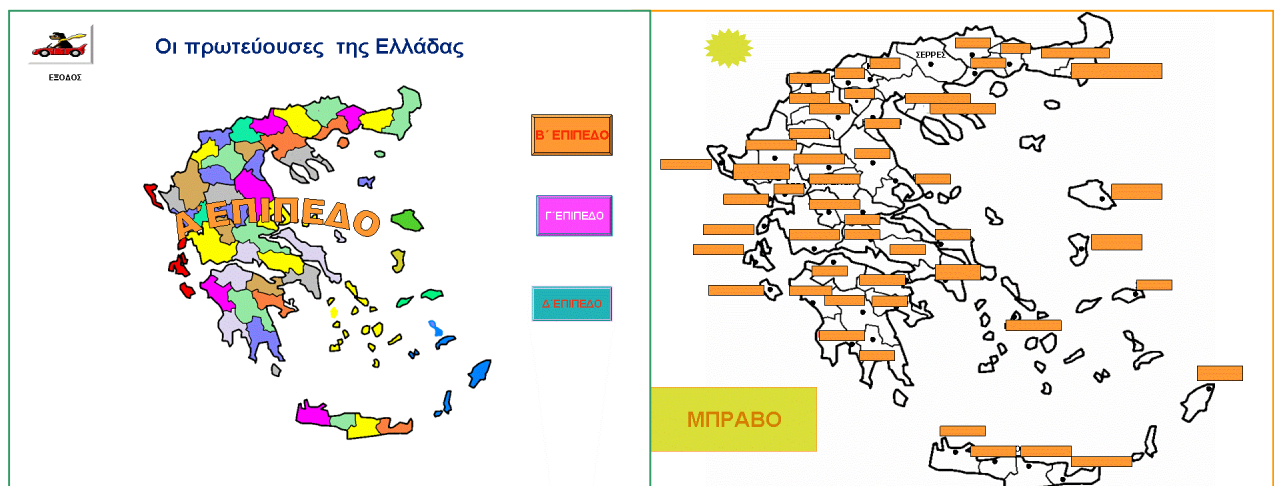 Οι πρωτεύουσες της Ελλάδας
ΕΞΟΔΟΣ
Β΄ ΕΠΙΠΕΔΟ
Γ΄ΕΠΙΠΕΔΟ
Α ΕΠΙΠΕΔΟ
Δ΄ΕΠΙΠΕΔΟ
ΣΕΡΡΕΣ
ΜΠΡΑΒΟ